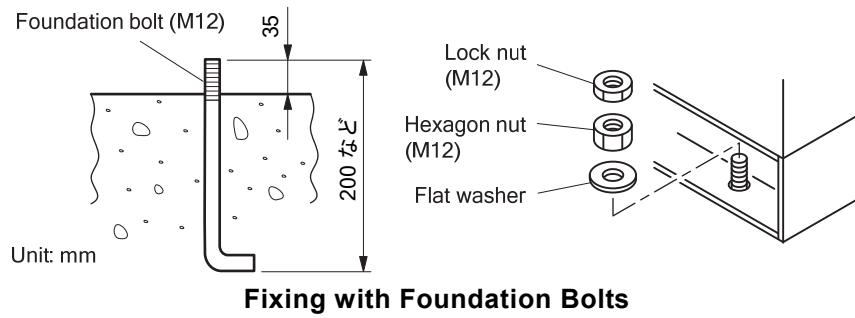 Foundation bolt (M12)
35
200 など
Unit: mm
Lock nut
(M12)
Hexagon nut
(M12)
Flat washer
Fixing with Foundation Bolts